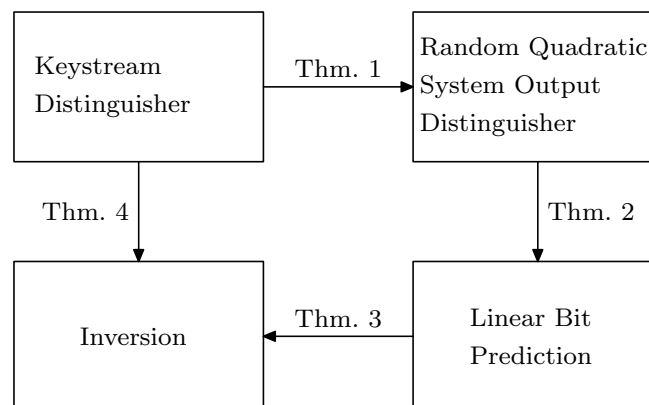 Keystream
Distinguisher
Thm. 1
Random Quadratic
System Output
Distinguisher
Thm. 4
Thm. 2
Inversion
Thm. 3
Linear Bit
Prediction